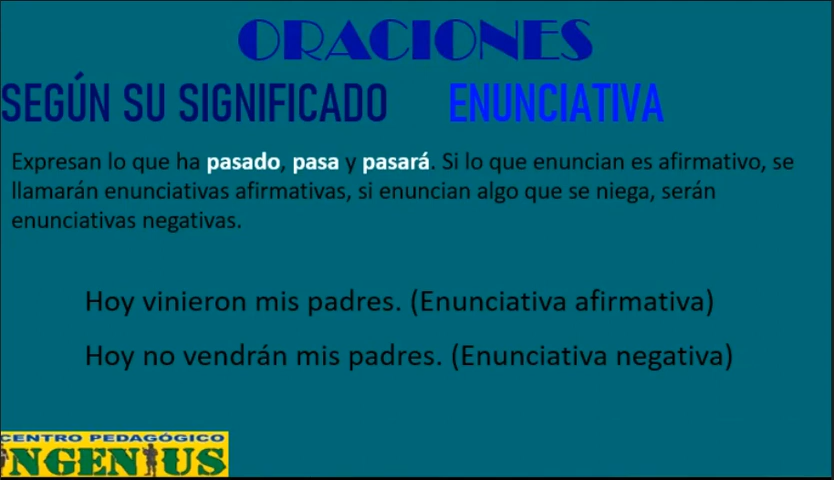 ORACIONES
SEGÚN SU SIGNIFICADO ENUNCIATIVA
Expresan lo que ha pasado, pasa y pasará. Si lo que enuncian es afirmativo, se
llamarán enunciativas afirmativas, si enuncian algo que se niega, serán
enunciativas negativas.
Hoy vinieron mis padres. (Enunciativa afirmativa)
Hoy no vendrán mis padres. (Enunciativa negativa)
CENTRO PEDAGÓGICO
INGENIUS